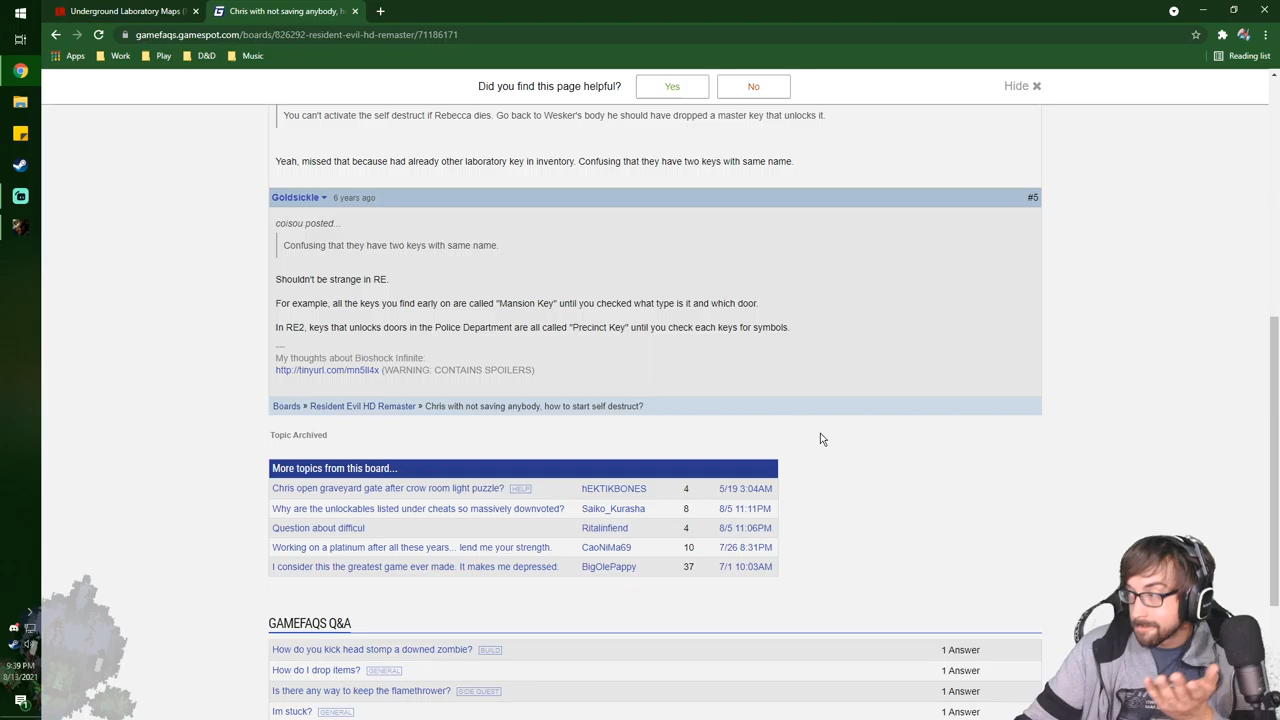 Underground Laboratory Maps (
Chris with not saving anybody, h
gamefaqs.gamespot.com/boards/826292-resident-evil-hd-remaster/71186171
Apps Work Play D&D Music Reading list
Did you find this page helpful? Yes No Hide ✖
You can't activate the self destruct if Rebecca dies. Go back to Wesker's body he should have dropped a master key that unlocks it.
Yeah, missed that because had already other laboratory key in inventory. Confusing that they have two keys with same name.
Goldsickle 6 years ago #5
coisou posted...
Confusing that they have two keys with same name.
Shouldn't be strange in RE.
For example, all the keys you find early on are called "Mansion Key" until you checked what type is it and which door.
In RE2, keys that unlocks doors in the Police Department are all called "Precinct Key" until you check each keys for symbols.
---
My thoughts about Bioshock Infinite:
http://tinyurl.com/mn5ll4x (WARNING: CONTAINS SPOILERS)
Boards » Resident Evil HD Remaster » Chris with not saving anybody, how to start self destruct?
Topic Archived
More topics from this board...
Chris open graveyard gate after crow room light puzzle? HELP hEKTIKBONES 4 5/19 3:04AM
Why are the unlockables listed under cheats so massively downvoted? Saiko_Kurasha 8 8/5 11:11PM
Question about difficul Ritalinfiend 4 8/5 11:06PM
Working on a platinum after all these years... lend me your strength. CaoNiMa69 10 7/26 8:31PM
I consider this the greatest game ever made. It makes me depressed. BigOlePappy 37 7/1 10:03AM
GAMEFAQS Q&A
How do you kick head stomp a downed zombie? BUILD 1 Answer
How do I drop items? GENERAL 1 Answer
Is there any way to keep the flamethrower? SIDE QUEST 1 Answer
Im stuck? GENERAL 1 Answer
9:39 PM
8/13/2021